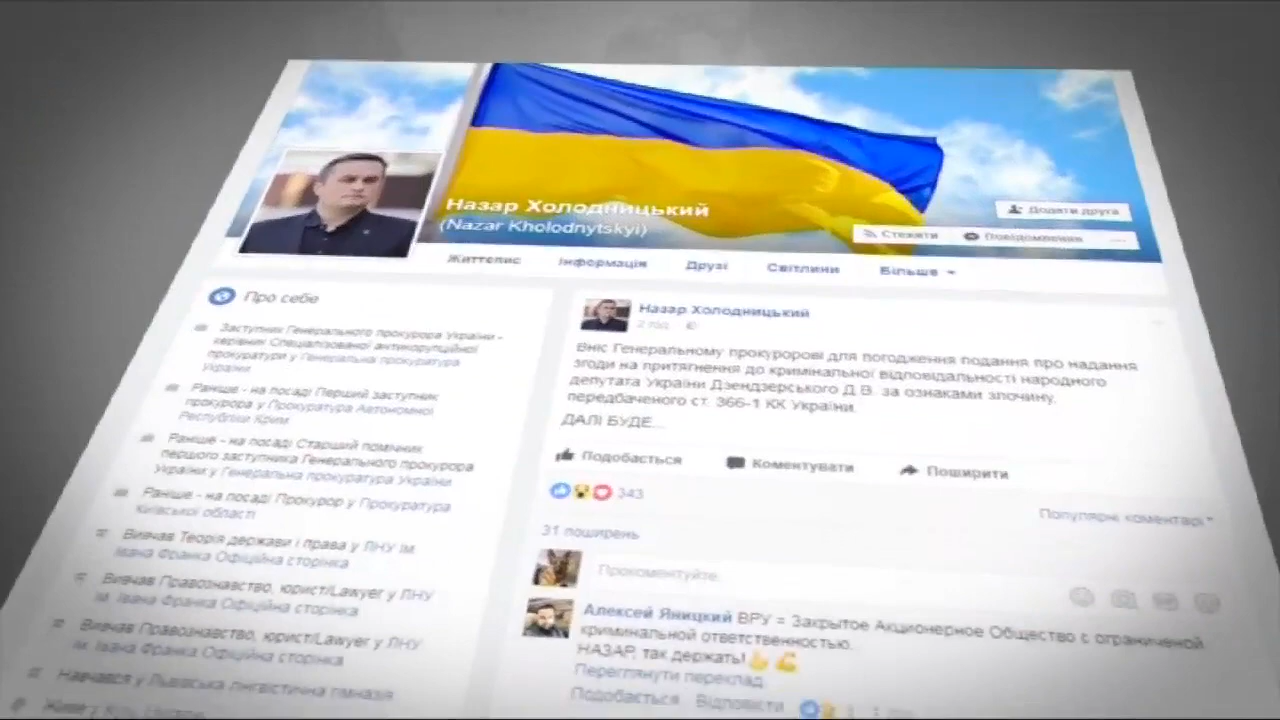 Назар Холодницький
(Nazar Kholodnytskyi)
Додати друга
Стежити
Повідомлення
Життєпис
Інформація
Друзі
Світлини
Більше
Про себе
Заступник Генерального прокурора України -
керівник Спеціалізованої антикорупційної
прокуратури у Генеральна прокуратура
України
Раніше - на посаді Перший заступник
прокурора у Прокуратура Автономної
Республіки Крим
Раніше - на посаді Старший помічник
першого заступника Генерального прокурора
України у Генеральна прокуратура України
Раніше - на посаді Прокурор у Прокуратура
Київської області
Вивчав Теорія держави і права у ЛНУ ім.
Івана Франка Офіційна сторінка
Вивчав Правознавство, юрист/Lawyer у ЛНУ
ім. Івана Франка Офіційна сторінка
Вивчав Правознавство, юрист/Lawyer у ЛНУ
ім. Івана Франка Офіційна сторінка
Навчався у Львівська лінгвістична гімназія
Живе у
Назар Холодницький
2 год.
Вніс Генеральному прокуророві для погодження подання про надання
згоди на притягнення до кримінальної відповідальності народного
депутата України Дзендзерського Д.В. за ознаками злочину,
передбаченого ст. 366-1 КК України.
ДАЛІ БУДЕ...
Подобається
Коментувати
Поширити
343
Популярні коментарі
31 поширень
Прокоментуйте
Алексей Яницкий ВРУ = Закрытое Акционерное Общество с ограниченой
криминальной ответственостью.
НАЗАР, так держать!
Переглянути переклад
Подобається
Відповісти